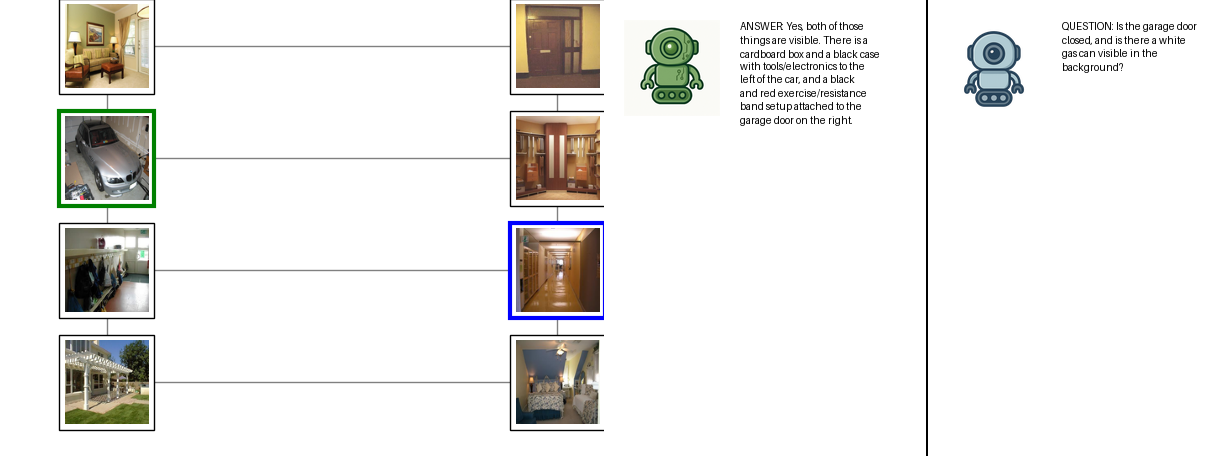 ANSWER: Yes, both of those
things are visible. There is a
cardboard box and a black case
with tools/electronics to the
left of the car, and a black
and red exercise/resistance
band setup attached to the
garage door on the right.
QUESTION: Is the garage door
closed, and is there a white
gas can visible in the
background?